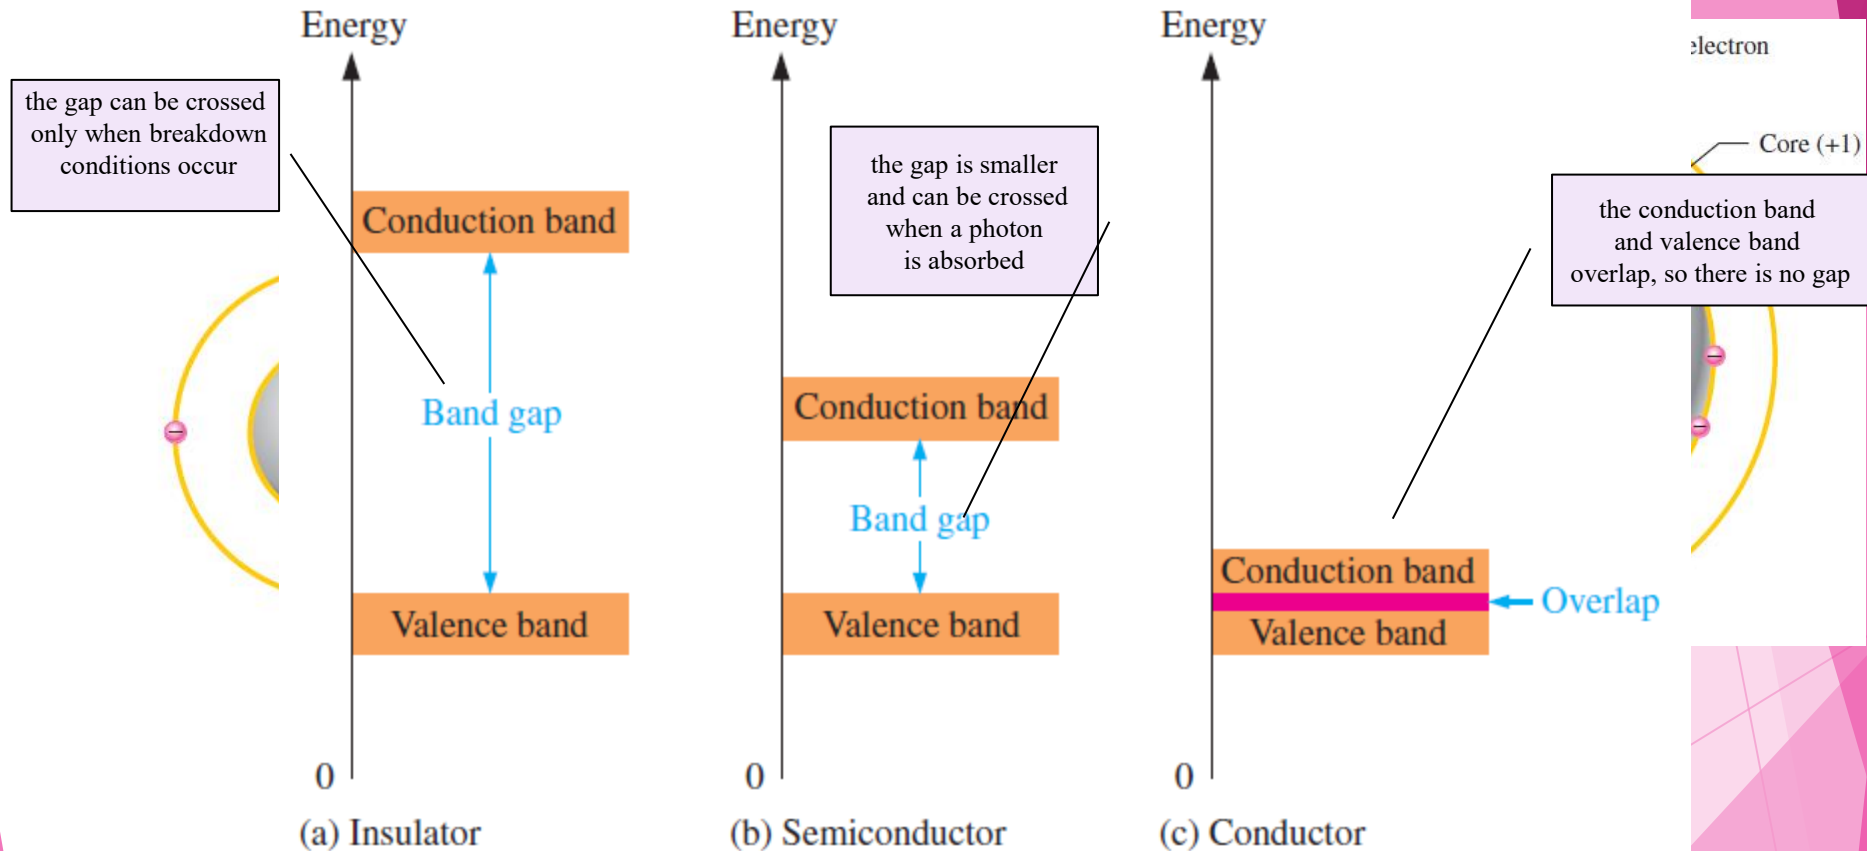 Energy
the gap can be crossed
only when breakdown
conditions occur
Conduction band
Band gap
Valence band
0
(a) Insulator
Energy
the gap is smaller
and can be crossed
when a photon
is absorbed
Conduction band
Band gap
Valence band
0
(b) Semiconductor
Energy
the conduction band
and valence band
overlap, so there is no gap
Conduction band
Overlap
Valence band
0
(c) Conductor
electron
Core (+1)